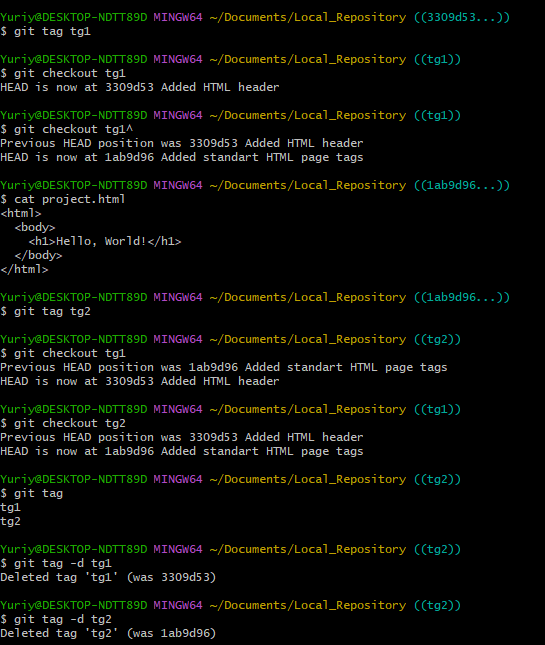 Yuriy@DESKTOP-NDTT89D MINGW64 ~/Documents/Local_Repository ((3309d53...))
$ git tag tg1
Yuriy@DESKTOP-NDTT89D MINGW64 ~/Documents/Local_Repository ((tg1))
$ git checkout tg1
HEAD is now at 3309d53 Added HTML header
Yuriy@DESKTOP-NDTT89D MINGW64 ~/Documents/Local_Repository ((tg1))
$ git checkout tg1^
Previous HEAD position was 3309d53 Added HTML header
HEAD is now at 1ab9d96 Added standart HTML page tags
Yuriy@DESKTOP-NDTT89D MINGW64 ~/Documents/Local_Repository ((1ab9d96...))
$ cat project.html
<html>
  <body>
    <h1>Hello, World!</h1>
  </body>
</html>
Yuriy@DESKTOP-NDTT89D MINGW64 ~/Documents/Local_Repository ((1ab9d96...))
$ git tag tg2
Yuriy@DESKTOP-NDTT89D MINGW64 ~/Documents/Local_Repository ((tg2))
$ git checkout tg1
Previous HEAD position was 1ab9d96 Added standart HTML page tags
HEAD is now at 3309d53 Added HTML header
Yuriy@DESKTOP-NDTT89D MINGW64 ~/Documents/Local_Repository ((tg1))
$ git checkout tg2
Previous HEAD position was 3309d53 Added HTML header
HEAD is now at 1ab9d96 Added standart HTML page tags
Yuriy@DESKTOP-NDTT89D MINGW64 ~/Documents/Local_Repository ((tg2))
$ git tag
tg1
tg2
Yuriy@DESKTOP-NDTT89D MINGW64 ~/Documents/Local_Repository ((tg2))
$ git tag -d tg1
Deleted tag 'tg1' (was 3309d53)
Yuriy@DESKTOP-NDTT89D MINGW64 ~/Documents/Local_Repository ((tg2))
$ git tag -d tg2
Deleted tag 'tg2' (was 1ab9d96)